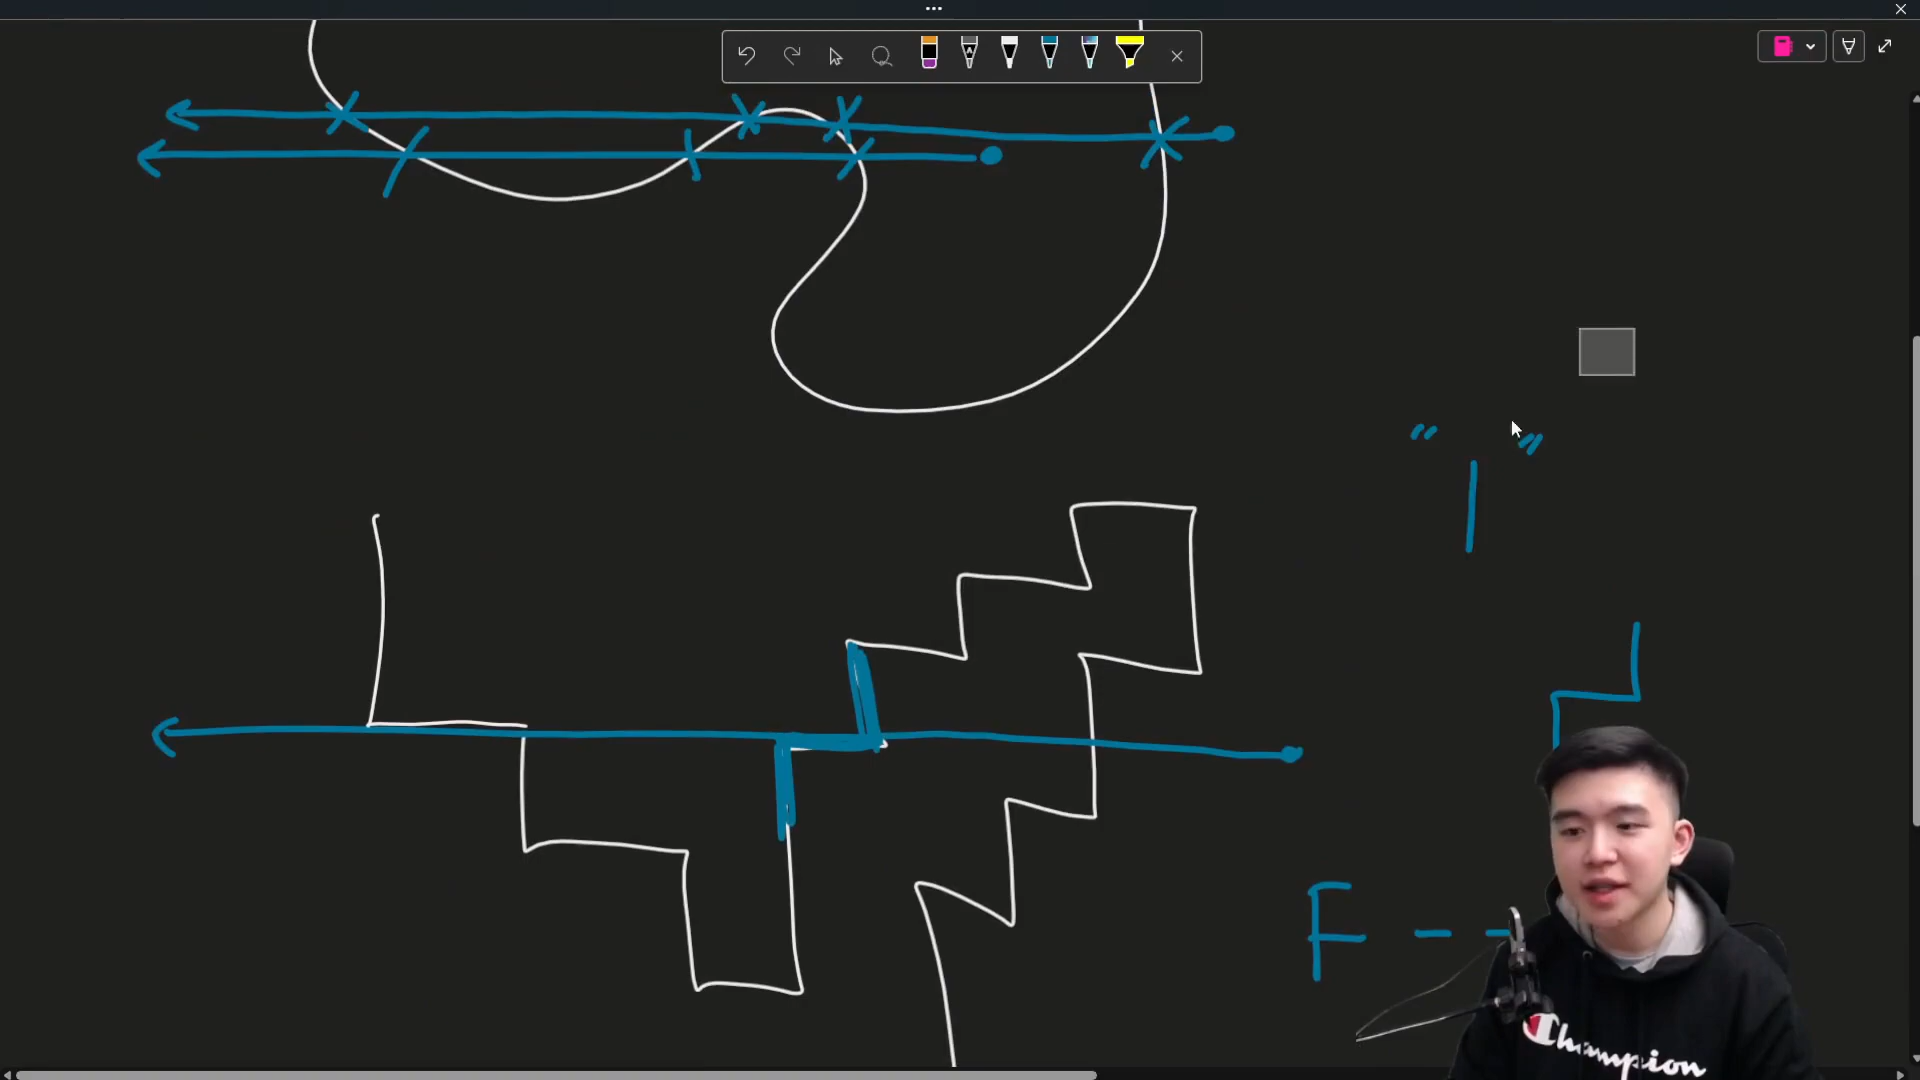 " "
|
F - -
Champion